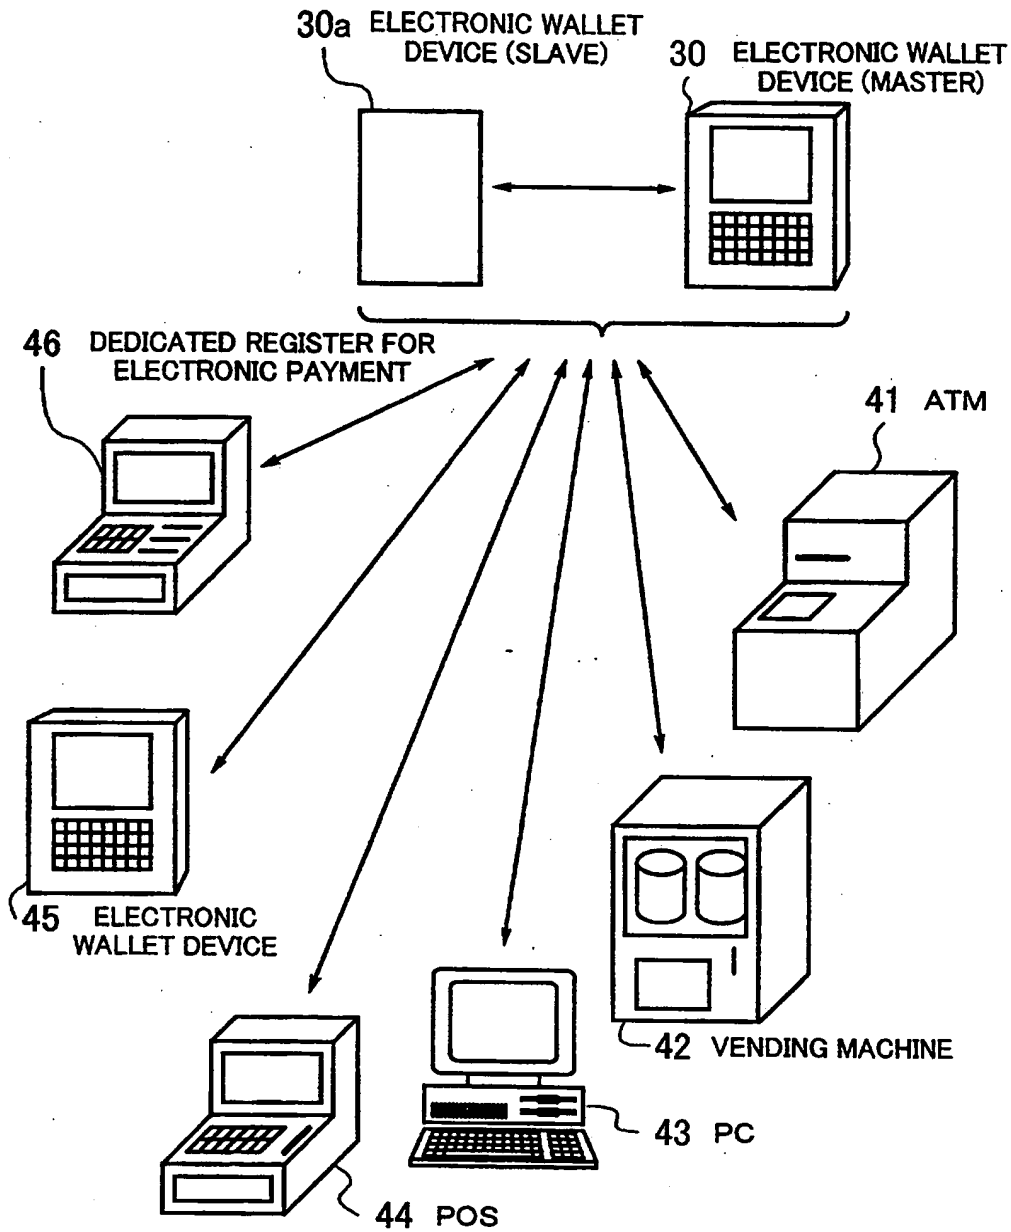 30a ELECTRONIC WALLET
DEVICE (SLAVE)
30 ELECTRONIC WALLET
DEVICE (MASTER)
46 DEDICATED REGISTER FOR
ELECTRONIC PAYMENT
41 ATM
45 ELECTRONIC
WALLET DEVICE
42 VENDING MACHINE
43 PC
44 POS